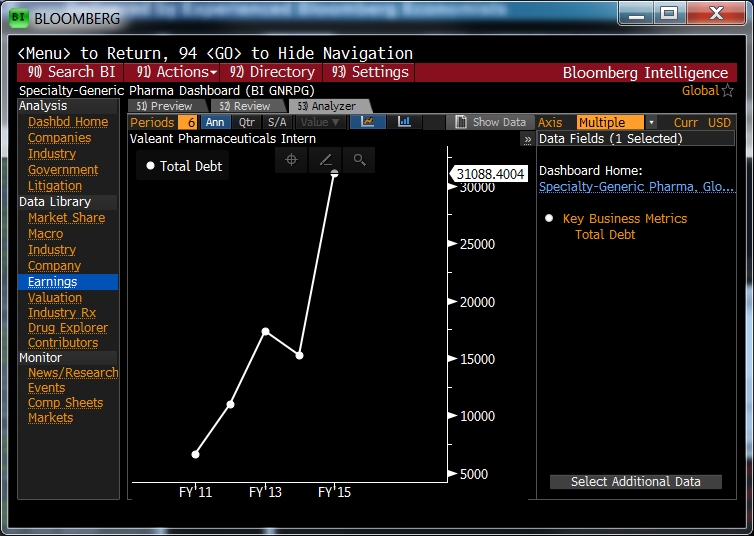 BI BLOOMBERG
<Menu> to Return, 94 <GO> to Hide Navigation
90) Search BI 91) Actions 92) Directory 93) Settings Bloomberg Intelligence
Specialty-Generic Pharma Dashboard (BI GNRPG) Global
Analysis
Dashbd Home
Companies
Industry
Government
Litigation
Data Library
Market Share
Macro
Industry
Company
Earnings
Valuation
Industry Rx
Drug Explorer
Contributors
Monitor
News/Research
Events
Comp Sheets
Markets
51) Preview 52) Review 53) Analyzer
Periods 6 Ann Qtr S/A Value Show Data Axis Multiple Curr USD
Valeant Pharmaceuticals Intern »
Total Debt
31088.4004
30000
25000
20000
15000
10000
5000
FY'11 FY'13 FY'15
Data Fields (1 Selected)
Dashboard Home:
Specialty-Generic Pharma, Glo...
Key Business Metrics
Total Debt
Select Additional Data